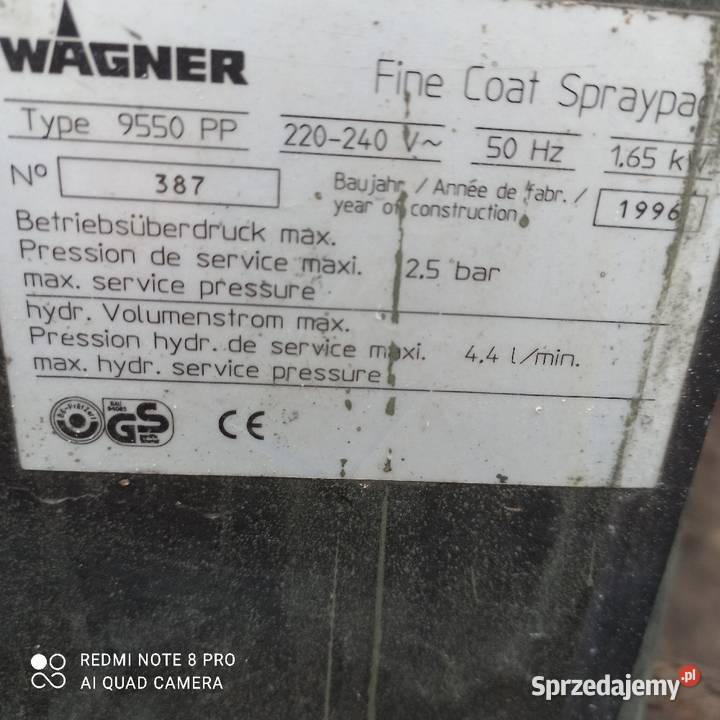 WAGNER
Fine Coat Spraypac
Type 9550 PP 220-240 V~ 50 Hz 1.65 kW
Nº 387 Baujahr / Année de fabr. / year of construction 1996
Betriebsüberdruck max.
Pression de service maxi. 2.5 bar
max. service pressure
hydr. Volumenstrom max.
Pression hydr. de service maxi. 4.4 l/min.
max. hydr. service pressure
GS
CE
REDMI NOTE 8 PRO
AI QUAD CAMERA
Sprzedajemy.pl